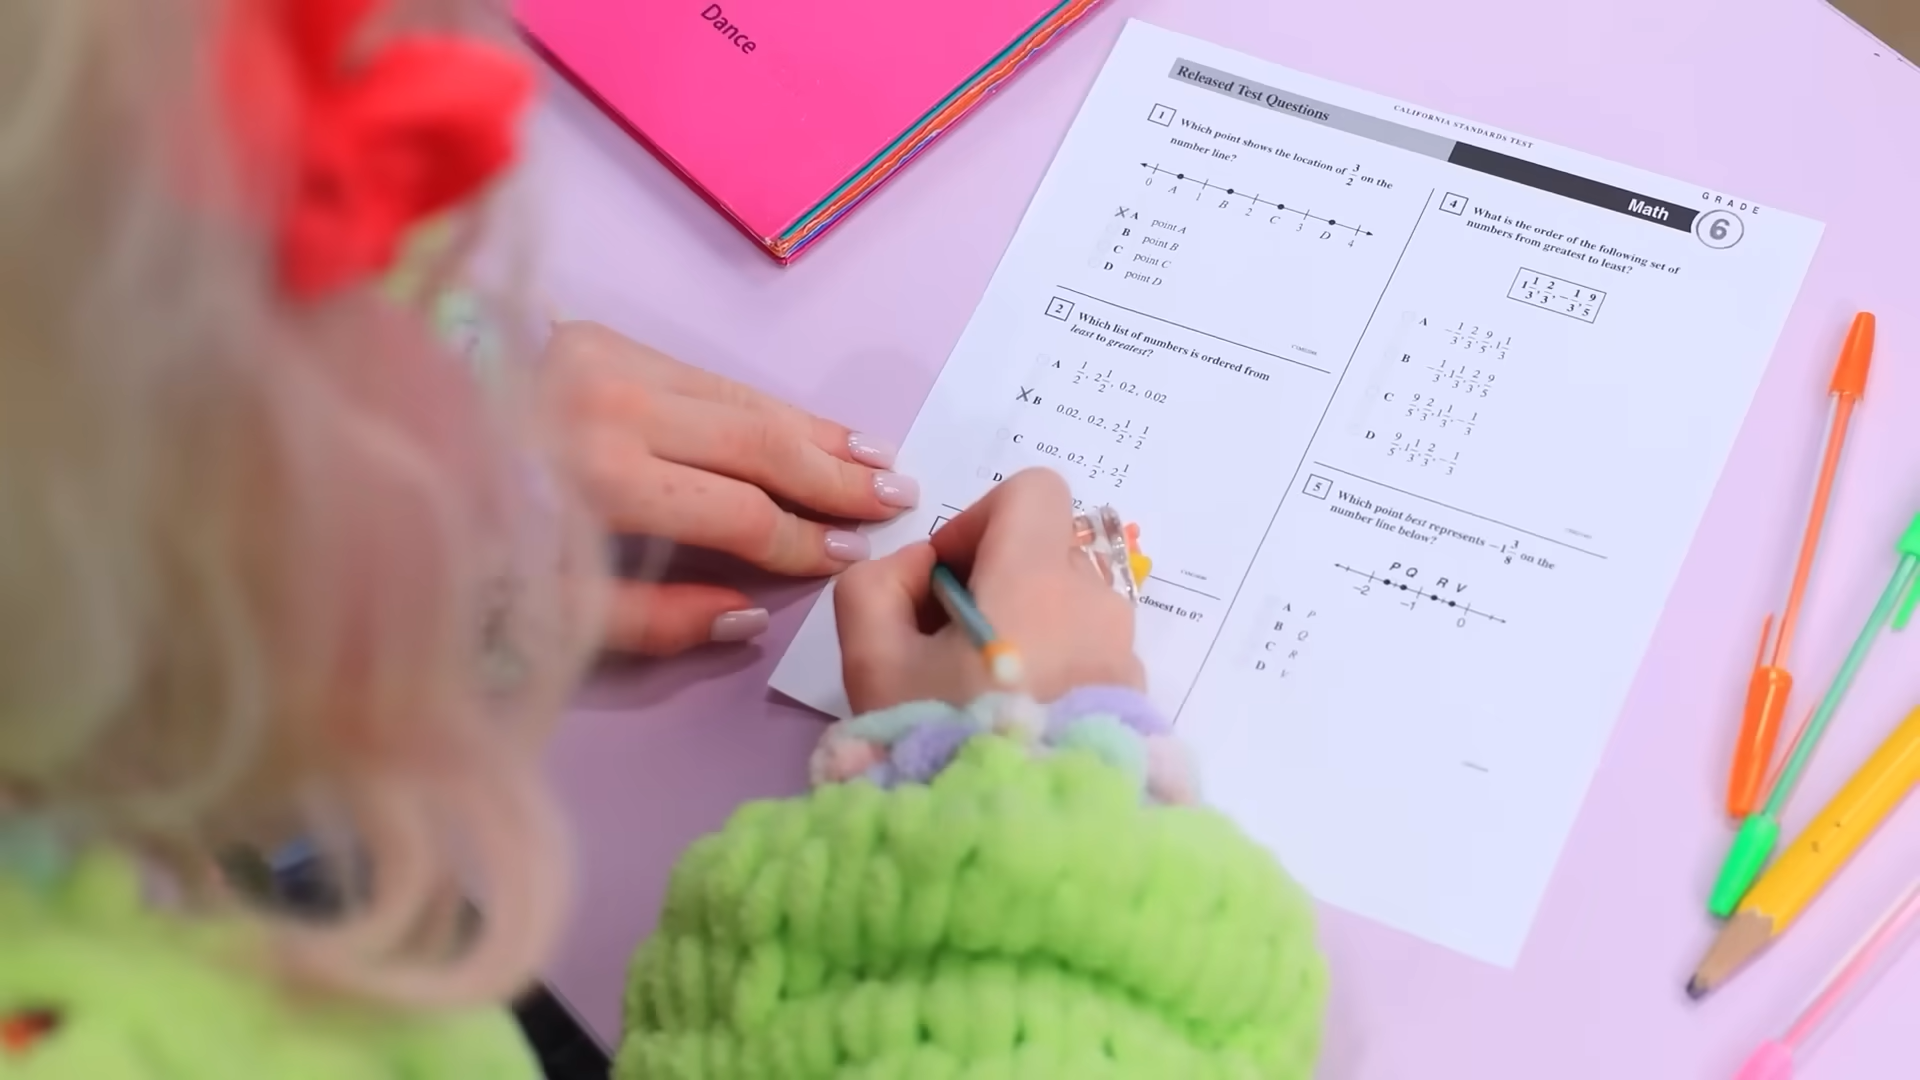 Dance
CALIFORNIA STANDARDS TEST
GRADE
Released Test Questions
Math
6
1 Which point shows the location of 3/2 on the
number line?
0 A 1 B 2 C 3 D 4
X A point A
B point B
C point C
D point D
2 Which list of numbers is ordered from
least to greatest?
A 1/2, 2 1/2, 0.2, 0.02
X B 0.02, 0.2, 2 1/2, 1/2
C 0.02, 0.2, 1/2, 2 1/2
D
closest to 0?
4 What is the order of the following set of
numbers from greatest to least?
1 1/3, 2/3, -1/3, 9/5
A -1/3, 2/3, 9/5, 1 1/3
B -1/3, 1 1/3, 2/3, 9/5
C 9/5, 2/3, 1 1/3, -1/3
D 9/5, 1 1/3, 2/3, -1/3
5 Which point best represents -1 3/8 on the
number line below?
P Q R V
-2 -1 0
A P
B Q
C R
D V